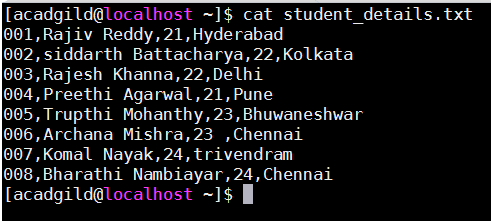 [acadgild@localhost ~]$ cat student_details.txt
001,Rajiv Reddy,21,Hyderabad
002,siddarth Battacharya,22,Kolkata
003,Rajesh Khanna,22,Delhi
004,Preethi Agarwal,21,Pune
005,Trupthi Mohanthy,23,Bhuwaneshwar
006,Archana Mishra,23 ,Chennai
007,Komal Nayak,24,trivendram
008,Bharathi Nambiayar,24,Chennai
[acadgild@localhost ~]$